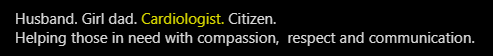 Husband. Girl dad. Cardiologist. Citizen.
Helping those in need with compassion,  respect and communication.